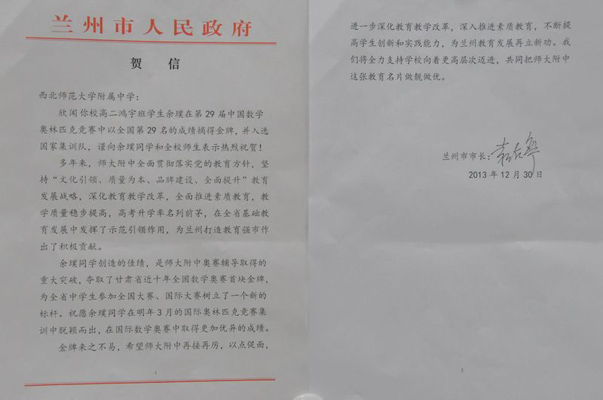 兰州市人民政府
贺 信
西北师范大学附属中学：
欣闻你校高二鸿宇班学生余璞在第29届中国数学
奥林匹克竞赛中以全国第29名的成绩摘得金牌，并入选
国家集训队，谨向余璞同学和全校师生表示热烈祝贺！
多年来，师大附中全面贯彻落实党的教育方针，坚
持“文化引领、质量为本、品牌建设、全面提升”教育
发展战略，深化教育教学改革，全面推进素质教育，教
学质量稳步提高，高考升学率名列前茅，在全省基础教
育发展中发挥了示范引领作用，为兰州打造教育强市作
出了积极贡献。
余璞同学创造的佳绩，是师大附中奥赛辅导取得的
重大突破，夺取了甘肃省近十年全国数学奥赛首块金牌，
为全省中学生参加全国大赛、国际大赛树立了一个新的
标杆，祝愿余璞同学在明年3月的国际奥林匹克竞赛集
训中脱颖而出，在国际数学奥赛中取得更加优异的成绩。
金牌来之不易，希望师大附中再接再厉，以点促面，
进一步深化教育教学改革，深入推进素质教育，不断提
高学生创新和实践能力，为兰州教育发展再立新功。我
们将全力支持学校向着更高层次迈进，共同把师大附中
这张教育名片做靓做优。
兰州市市长：
2013年12月30日